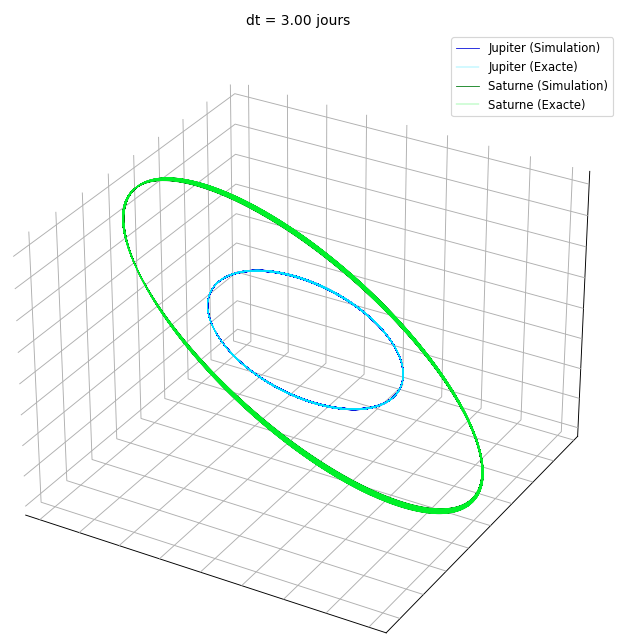 dt = 3.00 jours
Jupiter (Simulation)
Jupiter (Exacte)
Saturne (Simulation)
Saturne (Exacte)